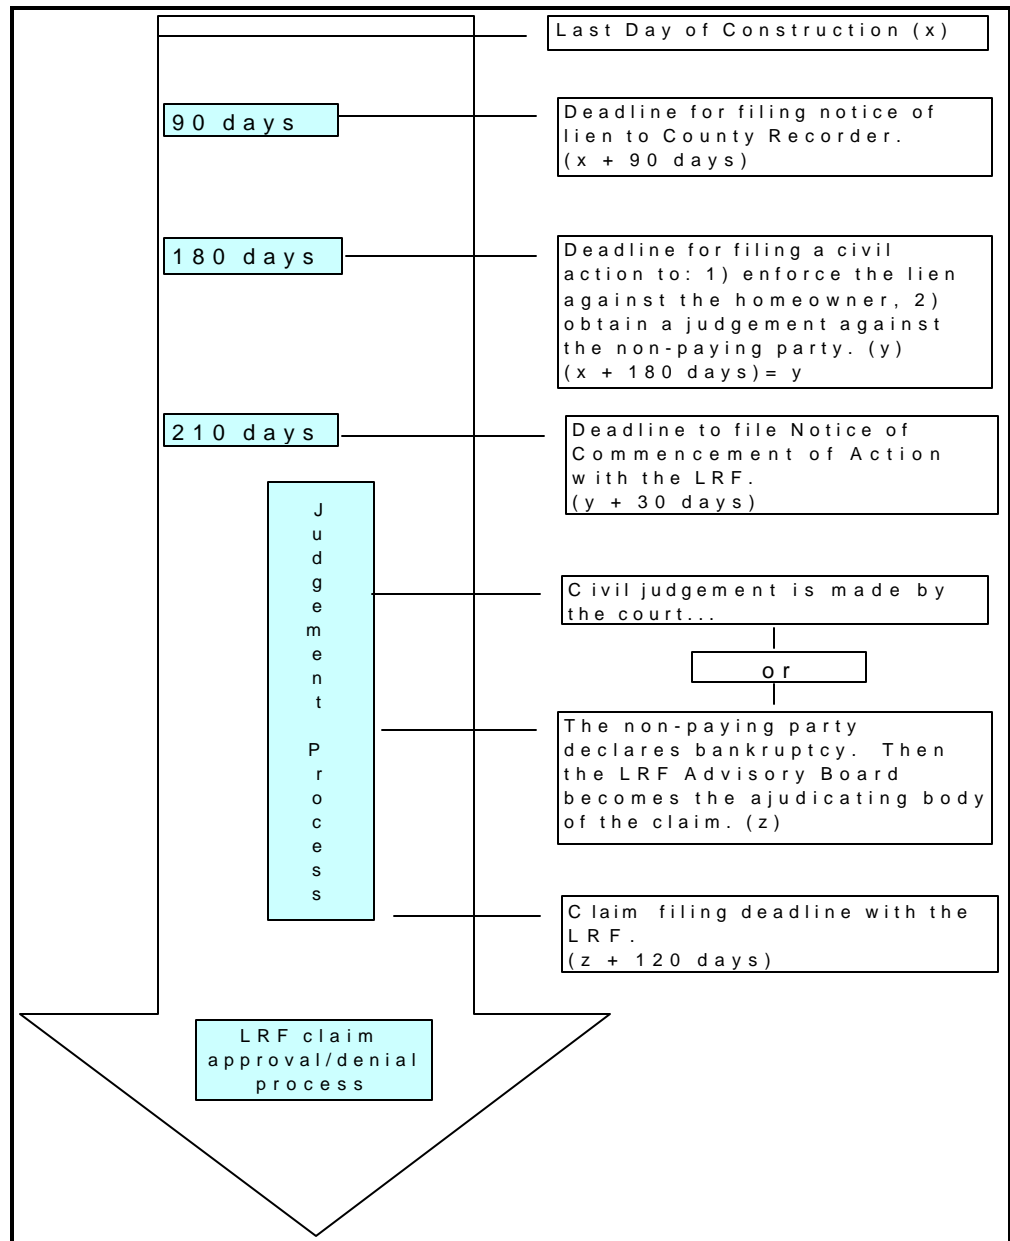 Last Day of Construction (x)
90 days
Deadline for filing notice of
lien to County Recorder.
(x + 90 days)
180 days
Deadline for filing a civil
action to: 1) enforce the lien
against the homeowner, 2)
obtain a judgement against
the non-paying party. (y)
(x + 180 days)= y
210 days
Deadline to file Notice of
Commencement of Action
with the LRF.
(y + 30 days)
Judgement Process
Civil judgement is made by
the court...
or
The non-paying party
declares bankruptcy. Then
the LRF Advisory Board
becomes the ajudicating body
of the claim. (z)
Claim filing deadline with the
LRF.
(z + 120 days)
LRF claim
approval/denial
process